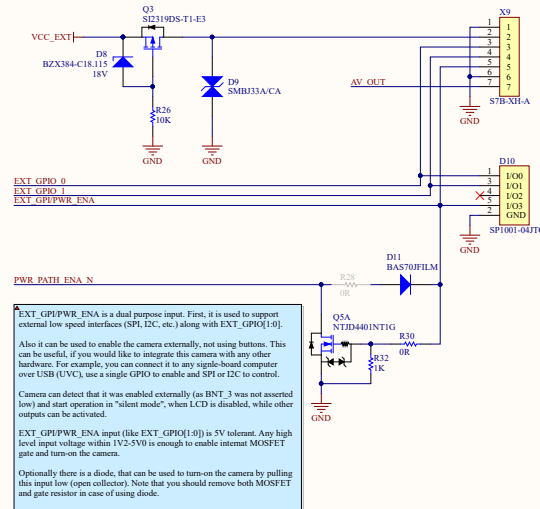 Q3
SI2319DS-T1-E3
VCC_EXT
D8
BZX384-C18.115
18V
R26
10K
GND
D9
SMBJ33A/CA
GND
X9
1 1
2 2
3 3
4 4
5 5
6 6
7 7
S7B-XH-A
AV_OUT
GND
D10
1 I/O0
3 I/O1
4 I/O2
5 I/O3
2 GND
SP1001-04JT
GND
EXT_GPIO_0
EXT_GPIO_1
EXT_GPI/PWR_ENA
D11
BAS70JFILM
R28
0R
PWR_PATH_ENA_N
Q5A
NTJD4401NT1G
R30
0R
R32
1K
GND
EXT_GPI/PWR_ENA is a dual purpose input. First, it is used to support
external low speed interfaces (SPI, I2C, etc.) along with EXT_GPIO[1:0].
Also it can be used to enable the camera externally, not using buttons. This
can be useful, if you would like to integrate this camera with any other
hardware. For example, you can connect it to any signle-board computer
over USB (UVC), use a single GPIO to enable and SPI or I2C to control.
Camera can detect that it was enabled externally (as BNT_3 was not asserted
low) and start operation in "silent mode", when LCD is disabled, while other
outputs can be activated.
EXT_GPI/PWR_ENA input (like EXT_GPIO[1:0]) is 5V tolerant. Any high
level input voltage within 1V2-5V0 is enough to enable internat MOSFET
gate and turn-on the camera.
Optionally there is a diode, that can be used to turn-on the camera by pulling
this input low (open collector). Note that you should remove both MOSFET
and gate resistor in case of using diode.